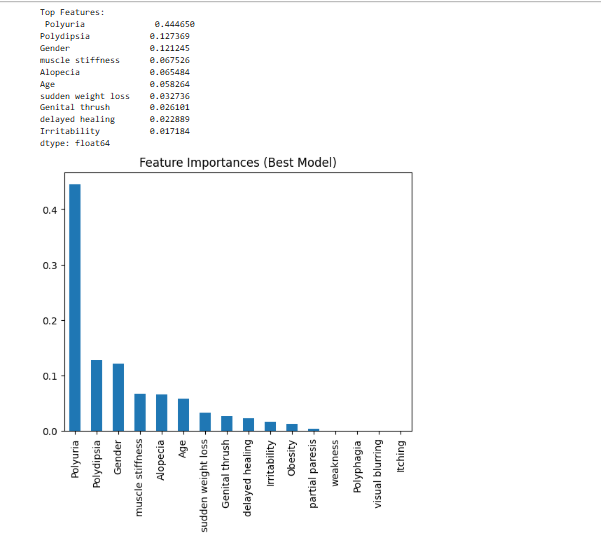 Top Features:
Polyuria 0.444650
Polydipsia 0.127369
Gender 0.121245
muscle stiffness 0.067526
Alopecia 0.065484
Age 0.058264
sudden weight loss 0.032736
Genital thrush 0.026101
delayed healing 0.022889
Irritability 0.017184
dtype: float64
Feature Importances (Best Model)
0.4
0.3
0.2
0.1
0.0
Polyuria
Polydipsia
Gender
muscle stiffness
Alopecia
Age
sudden weight loss
Genital thrush
delayed healing
Irritability
Obesity
partial paresis
weakness
Polyphagia
visual blurring
Itching